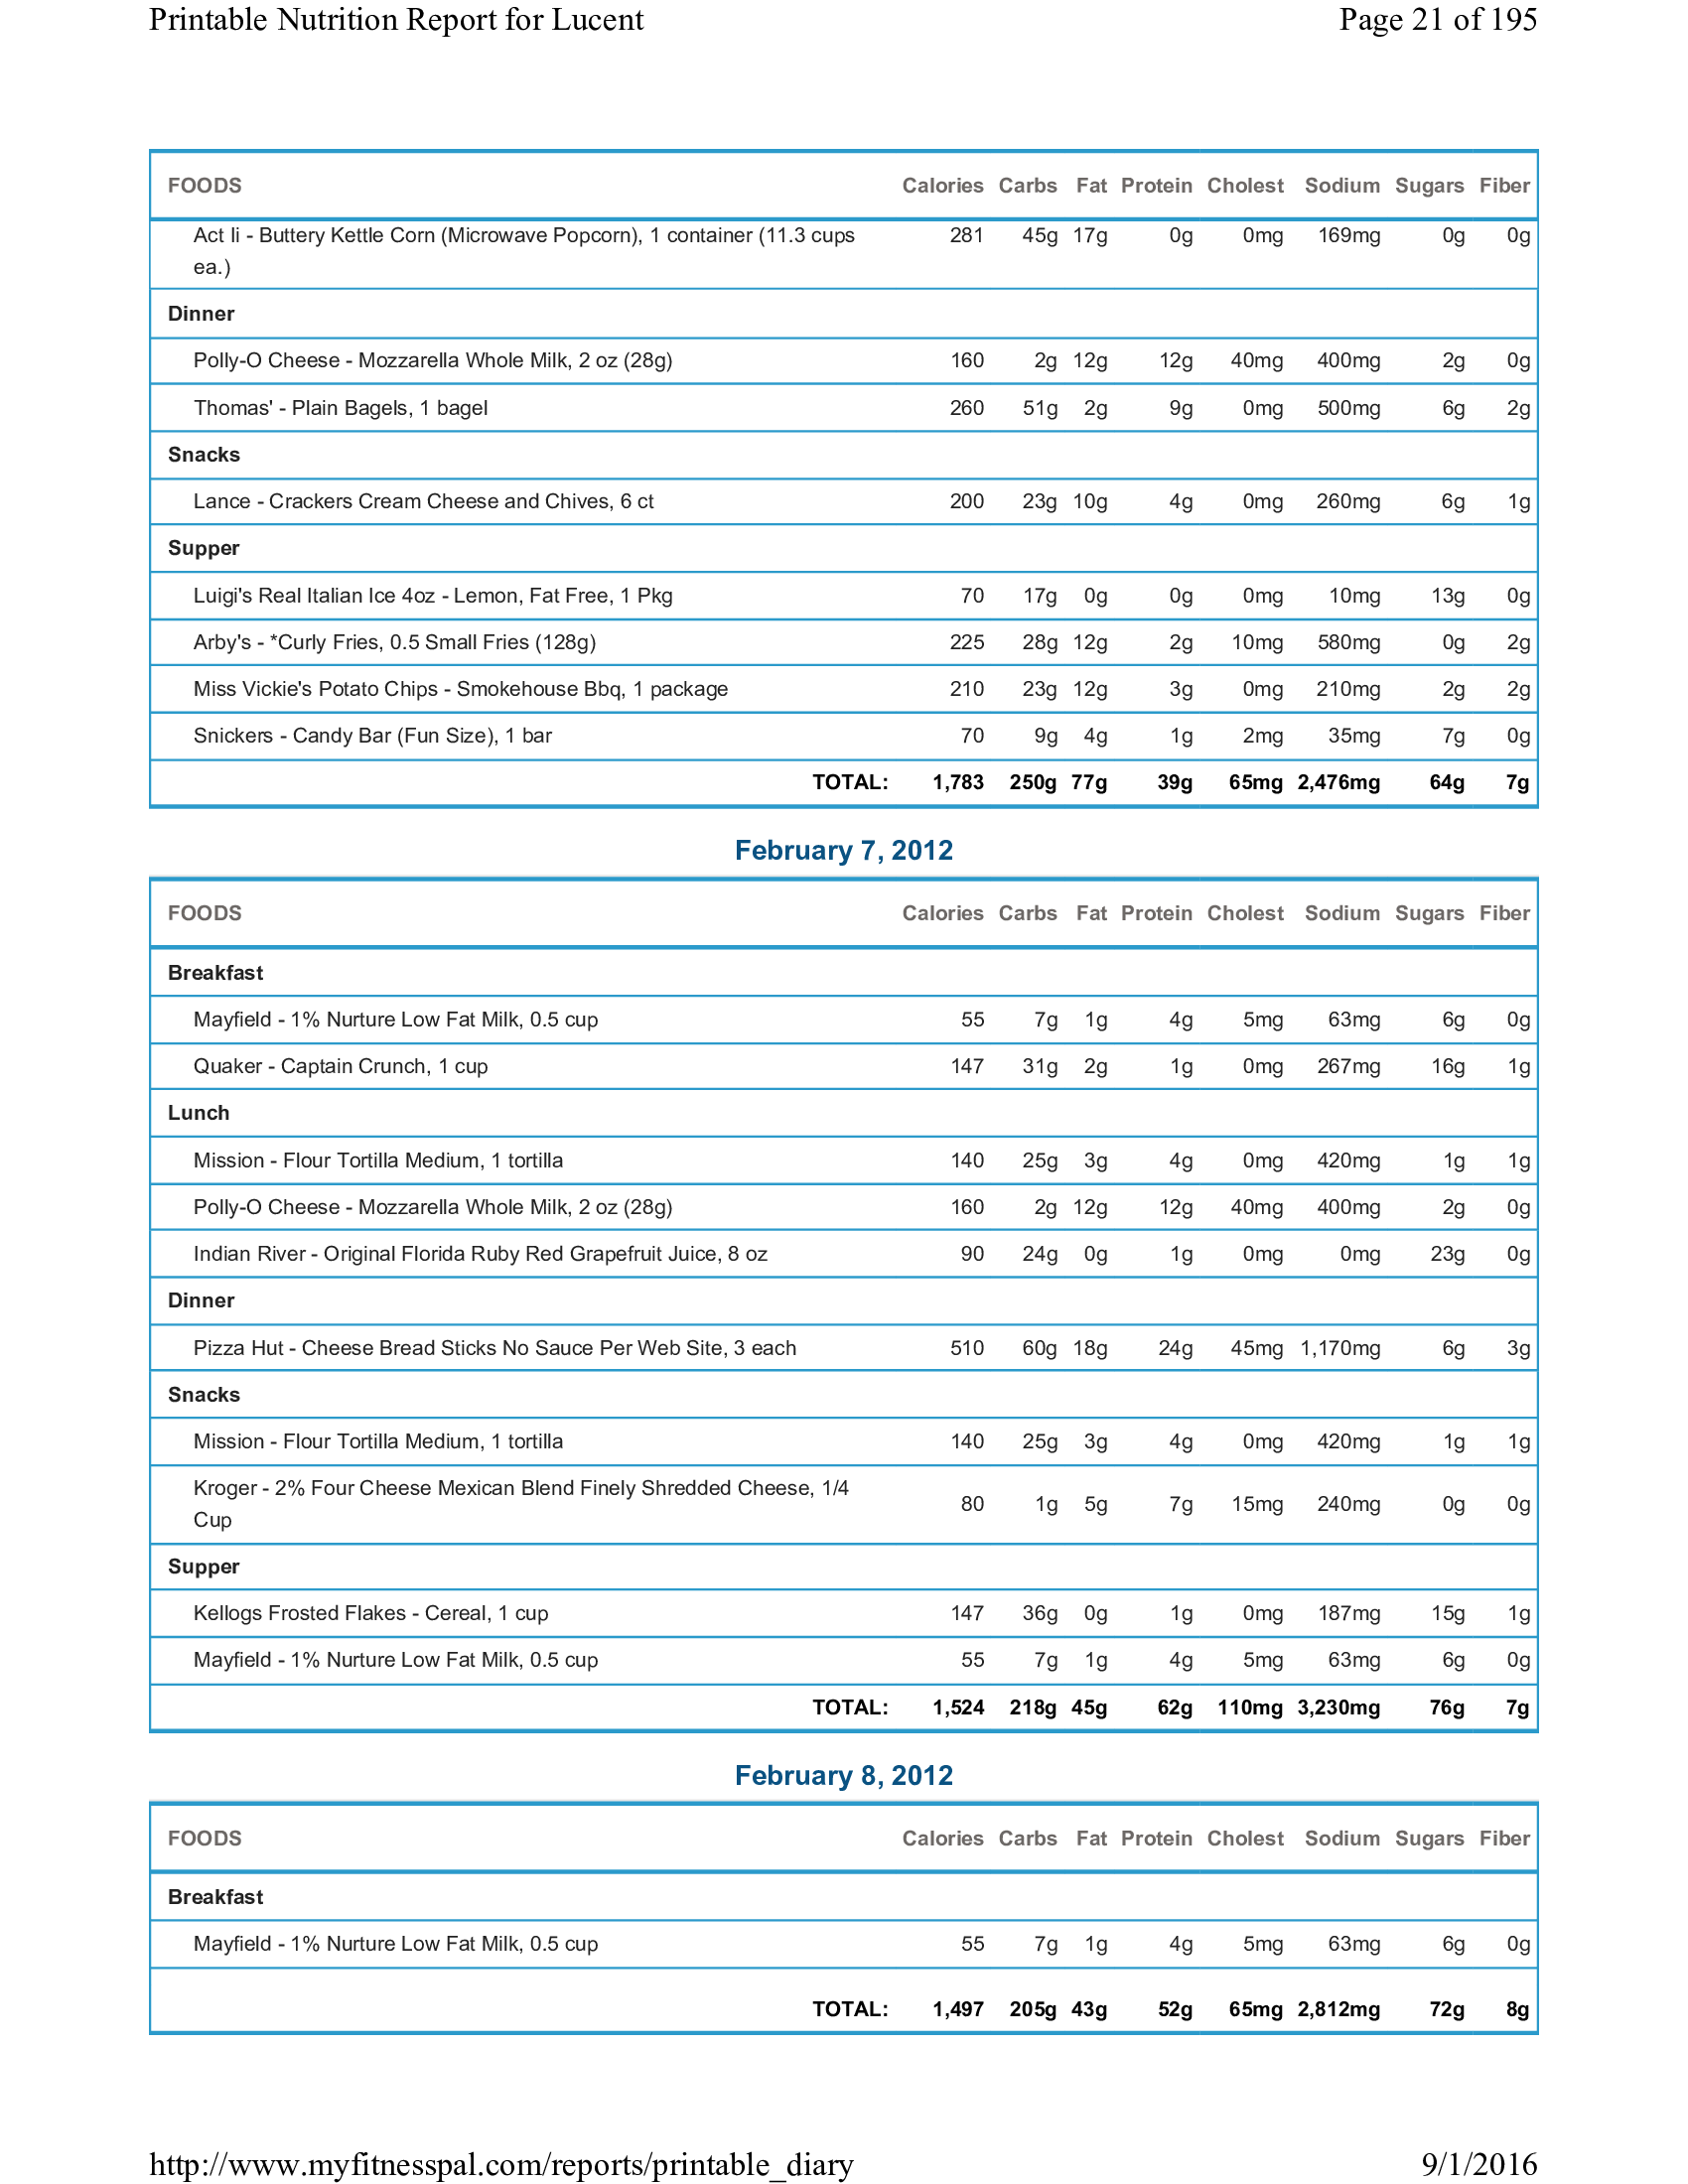 Printable Nutrition Report for Lucent Page 21 of 195
FOODS Calories Carbs Fat Protein Cholest Sodium Sugars Fiber
Act Ii - Buttery Kettle Corn (Microwave Popcorn), 1 container (11.3 cups 281 45g 17g 0g 0mg 169mg 0g 0g
ea.)
Dinner
Polly-O Cheese - Mozzarella Whole Milk, 2 oz (28g) 160 2g 12g 12g 40mg 400mg 2g 0g
Thomas' - Plain Bagels, 1 bagel 260 51g 2g 9g 0mg 500mg 6g 2g
Snacks
Lance - Crackers Cream Cheese and Chives, 6 ct 200 23g 10g 4g 0mg 260mg 6g 1g
Supper
Luigi's Real Italian Ice 4oz - Lemon, Fat Free, 1 Pkg 70 17g 0g 0g 0mg 10mg 13g 0g
Arby's - *Curly Fries, 0.5 Small Fries (128g) 225 28g 12g 2g 10mg 580mg 0g 2g
Miss Vickie's Potato Chips - Smokehouse Bbq, 1 package 210 23g 12g 3g 0mg 210mg 2g 2g
Snickers - Candy Bar (Fun Size), 1 bar 70 9g 4g 1g 2mg 35mg 7g 0g
TOTAL: 1,783 250g 77g 39g 65mg 2,476mg 64g 7g
February 7, 2012
FOODS Calories Carbs Fat Protein Cholest Sodium Sugars Fiber
Breakfast
Mayfield - 1% Nurture Low Fat Milk, 0.5 cup 55 7g 1g 4g 5mg 63mg 6g 0g
Quaker - Captain Crunch, 1 cup 147 31g 2g 1g 0mg 267mg 16g 1g
Lunch
Mission - Flour Tortilla Medium, 1 tortilla 140 25g 3g 4g 0mg 420mg 1g 1g
Polly-O Cheese - Mozzarella Whole Milk, 2 oz (28g) 160 2g 12g 12g 40mg 400mg 2g 0g
Indian River - Original Florida Ruby Red Grapefruit Juice, 8 oz 90 24g 0g 1g 0mg 0mg 23g 0g
Dinner
Pizza Hut - Cheese Bread Sticks No Sauce Per Web Site, 3 each 510 60g 18g 24g 45mg 1,170mg 6g 3g
Snacks
Mission - Flour Tortilla Medium, 1 tortilla 140 25g 3g 4g 0mg 420mg 1g 1g
Kroger - 2% Four Cheese Mexican Blend Finely Shredded Cheese, 1/4
Cup 80 1g 5g 7g 15mg 240mg 0g 0g
Supper
Kellogs Frosted Flakes - Cereal, 1 cup 147 36g 0g 1g 0mg 187mg 15g 1g
Mayfield - 1% Nurture Low Fat Milk, 0.5 cup 55 7g 1g 4g 5mg 63mg 6g 0g
TOTAL: 1,524 218g 45g 62g 110mg 3,230mg 76g 7g
February 8, 2012
FOODS Calories Carbs Fat Protein Cholest Sodium Sugars Fiber
Breakfast
Mayfield - 1% Nurture Low Fat Milk, 0.5 cup 55 7g 1g 4g 5mg 63mg 6g 0g
TOTAL: 1,497 205g 43g 52g 65mg 2,812mg 72g 8g
http://www.myfitnesspal.com/reports/printable_diary 9/1/2016